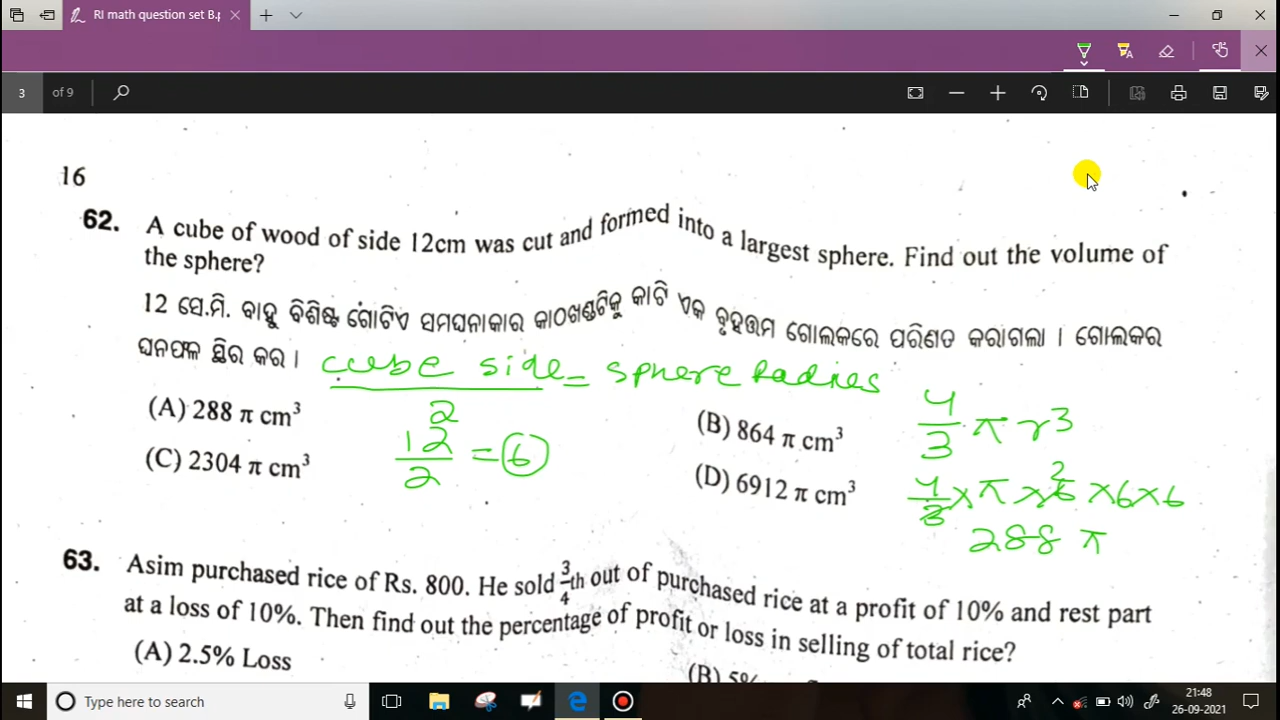 RI math question set B.p
3 of 9
16
62. A cube of wood of side 12cm was cut and formed into a largest sphere. Find out the volume of
the sphere?
12 ସେ.ମି. ବାହୁ ବିଶିଷ୍ଟ ଗୋଟିଏ ସମଘନାକାର କାଠଖଣ୍ଡଟିକୁ କାଟି ଏକ ବୃହତ୍ତମ ଗୋଲକରେ ପରିଣତ କରାଗଲା । ଗୋଲକର
ଘନଫଳ ସ୍ଥିର କର ।
cube side = sphere Radies
2
(A) 288 π cm³
(B) 864 π cm³
12/2 = 6
4/3 π r³
(C) 2304 π cm³
(D) 6912 π cm³
4/3 × π × 6 2 × 6 × 6
288 π
63. Asim purchased rice of Rs. 800. He sold 3/4th out of purchased rice at a profit of 10% and rest part
at a loss of 10%. Then find out the percentage of profit or loss in selling of total rice?
(A) 2.5% Loss
(B) 5%
Type here to search
21:48
26-09-2021